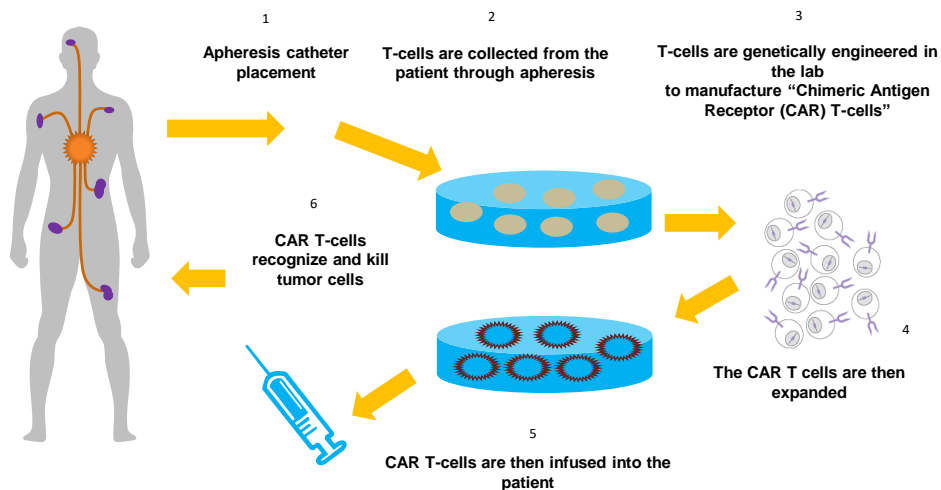 1
Apheresis catheter
placement
2
T-cells are collected from the
patient through apheresis
3
T-cells are genetically engineered in
the lab
to manufacture “Chimeric Antigen
Receptor (CAR) T-cells”
4
The CAR T cells are then
expanded
5
CAR T-cells are then infused into the
patient
6
CAR T-cells
recognize and kill
tumor cells